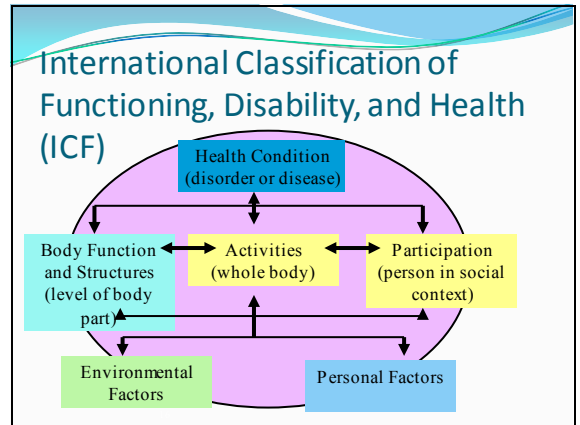 International Classification of
Functioning, Disability, and Health
(ICF)
Health Condition
(disorder or disease)
Body Function
and Structures
(level of body
part)
Activities
(whole body)
Participation
(person in social
context)
Environmental
Factors
Personal Factors